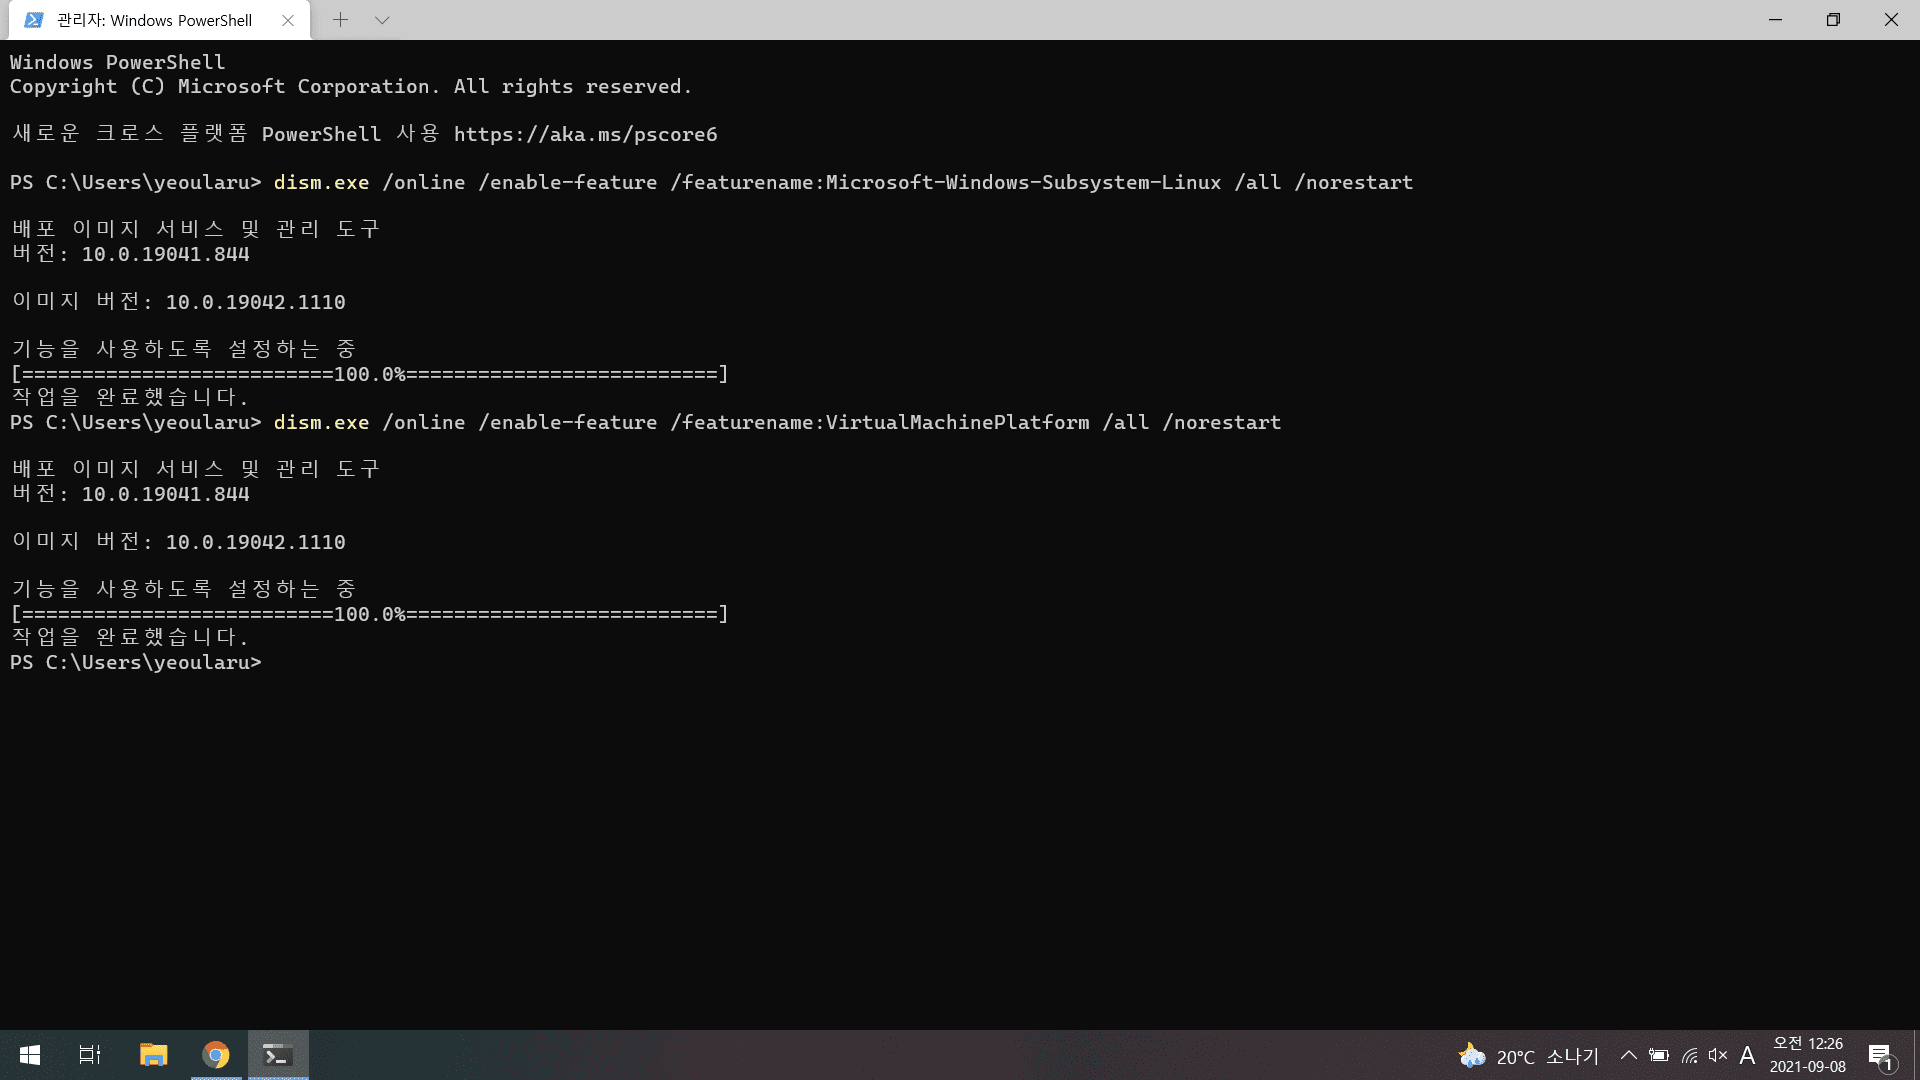 관리자: Windows PowerShell
Windows PowerShell
Copyright (C) Microsoft Corporation. All rights reserved.
새로운 크로스 플랫폼 PowerShell 사용 https://aka.ms/pscore6
PS C:\Users\yeoularu> dism.exe /online /enable-feature /featurename:Microsoft-Windows-Subsystem-Linux /all /norestart
배포 이미지 서비스 및 관리 도구
버전: 10.0.19041.844
이미지 버전: 10.0.19042.1110
기능을 사용하도록 설정하는 중
[==========================100.0%==========================]
작업을 완료했습니다.
PS C:\Users\yeoularu> dism.exe /online /enable-feature /featurename:VirtualMachinePlatform /all /norestart
배포 이미지 서비스 및 관리 도구
버전: 10.0.19041.844
이미지 버전: 10.0.19042.1110
기능을 사용하도록 설정하는 중
[==========================100.0%==========================]
작업을 완료했습니다.
PS C:\Users\yeoularu>
20°C 소나기
A
오전 12:26
2021-09-08
1